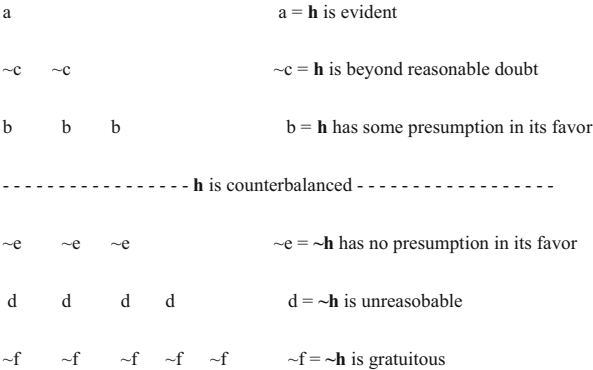 a a = h is evident
~c ~c ~c = h is beyond reasonable doubt
b b b b = h has some presumption in its favor
- - - - - - - - - - - - - - - - - h is counterbalanced - - - - - - - - - - - - - - - - - -
~e ~e ~e ~e = ~h has no presumption in its favor
d d d d d = ~h is unreasobable
~f ~f ~f ~f ~f ~f = ~h is gratuitous